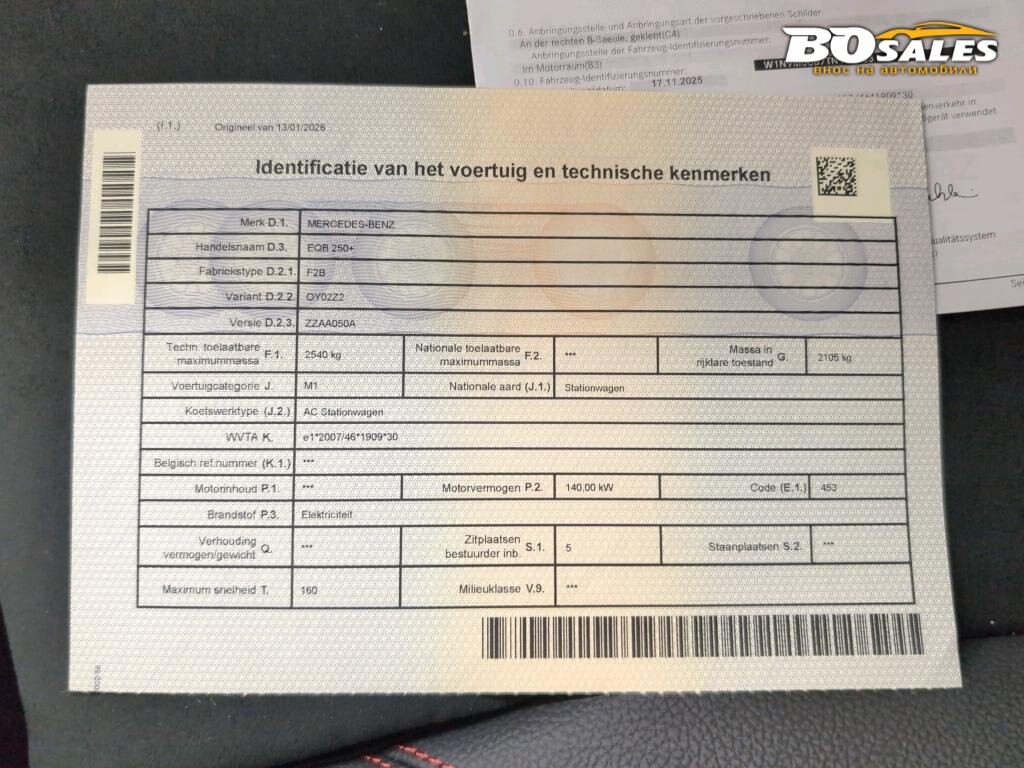 0.6. Anbringungsstelle und Anbringungsart der vorgeschriebenen Schilder:
An der rechten B-Saeule, geklebt(C4)
Anbringungsstelle der Fahrzeug-Identifizierungsnummer:
Im Motorraum(B3)
0.10. Fahrzeug-Identifizierungsnummer:
17.11.2025
BO SALES
внос на автомобили
(I.1.) Origineel van 13/01/2026
Identificatie van het voertuig en technische kenmerken
Merk D.1. MERCEDES-BENZ
Handelsnaam D.3. EQB 250+
Fabriekstype D.2.1. F2B
Variant D.2.2. OY02Z2
Versie D.2.3. ZZAA050A
Techn. toelaatbare maximummassa F.1. 2540 kg Nationale toelaatbare maximummassa F.2. *** Massa in rijklare toestand G. 2105 kg
Voertuigcategorie J. M1 Nationale aard (J.1.) Stationwagen
Koetswerktype (J.2.) AC Stationwagen
WVTA K. e1*2007/46*1909*30
Belgisch ref.nummer (K.1.) ***
Motorinhoud P.1. *** Motorvermogen P.2. 140,00 kW Code (E.1.) 453
Brandstof P.3. Elektriciteit
Verhouding vermogen/gewicht Q. *** Zitplaatsen bestuurder inb. S.1. 5 Staanplaatsen S.2. ***
Maximum snelheid T. 160 Milieuklasse V.9. ***